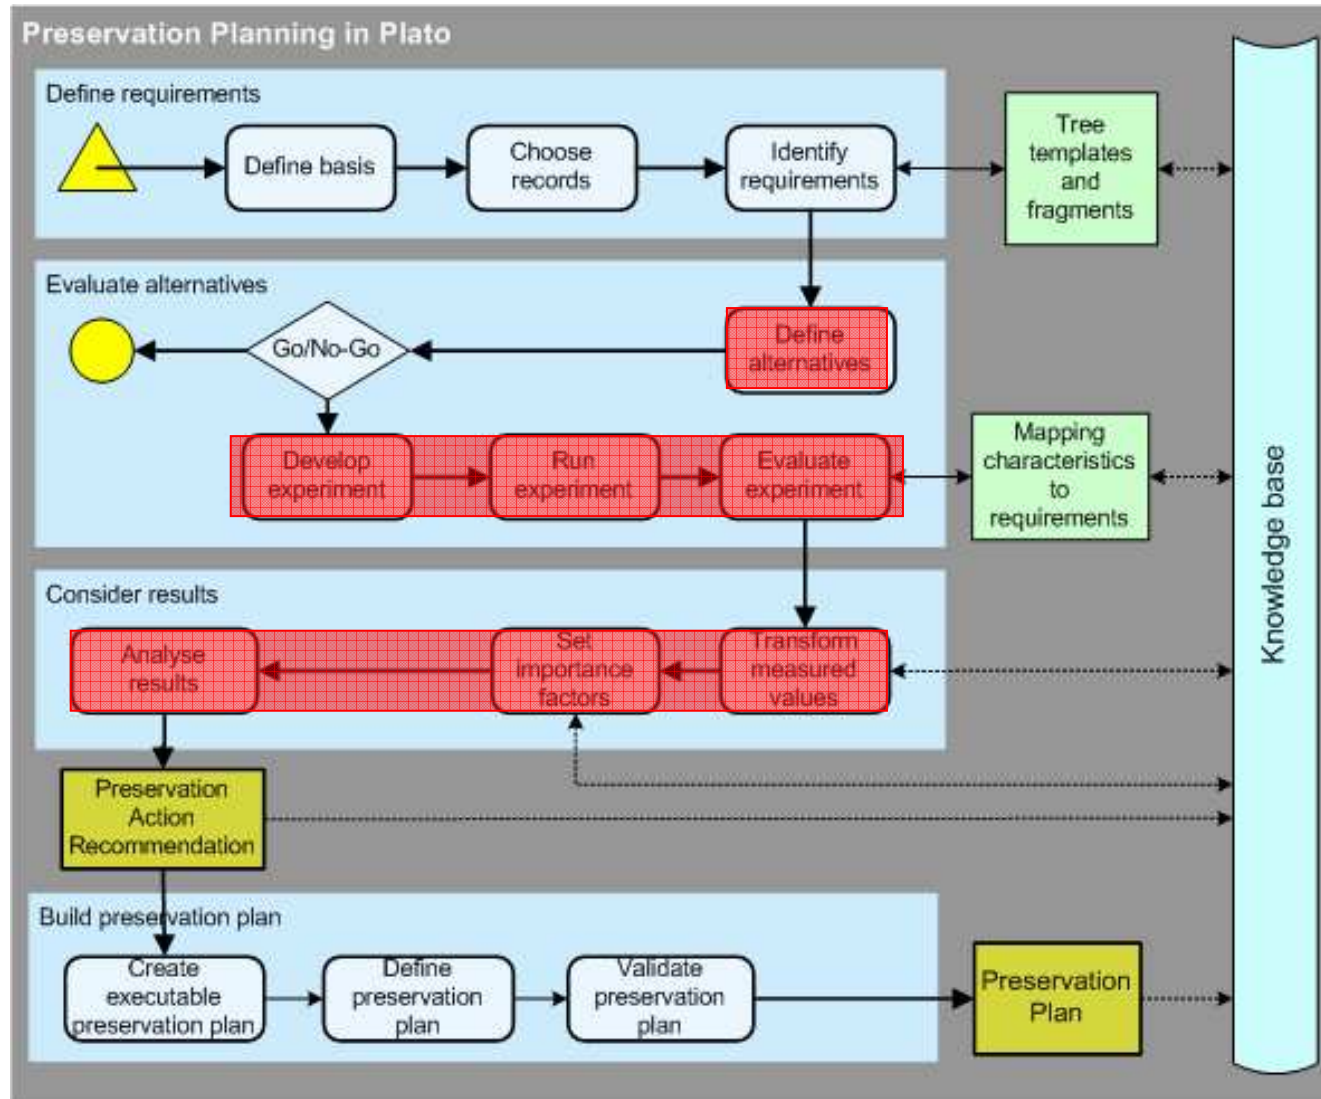 Preservation Planning in Plato
Define requirements
Define basis
Choose
records
Identify
requirements
Tree
templates
and
fragments
Evaluate alternatives
Go/No-Go
Define
alternatives
Develop
experiment
Run
experiment
Evaluate
experiment
Mapping
characteristics
to
requirements
Knowledge base
Consider results
Analyse
results
Set
importance
factors
Transform
measured
values
Preservation
Action
Recommendation
Build preservation plan
Create
executable
preservation plan
Define
preservation
plan
Validate
preservation
plan
Preservation
Plan